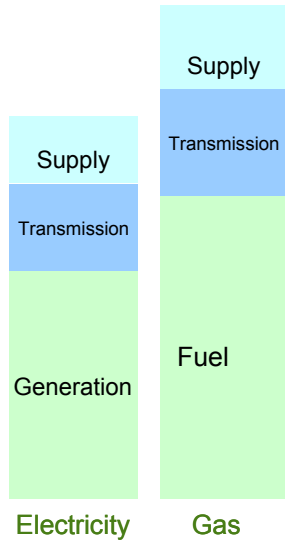 Supply
Transmission
Generation
Electricity
Supply
Transmission
Fuel
Gas